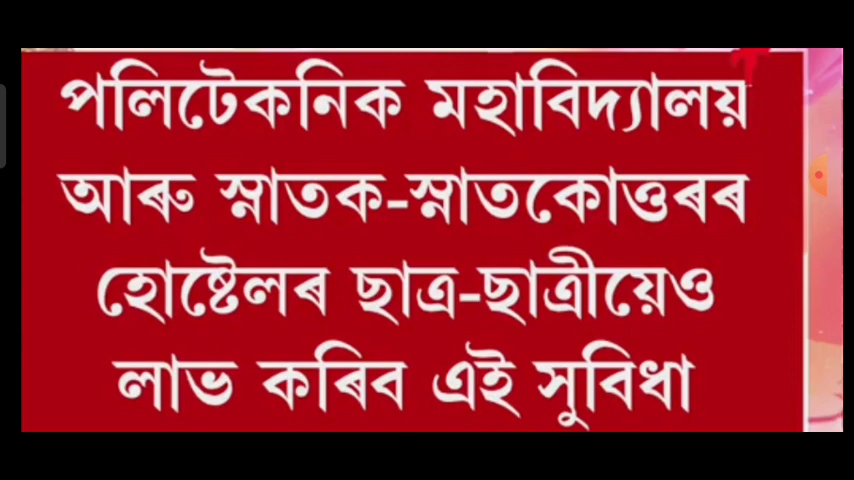 পলিটেকনিক মহাবিদ্যালয়
আৰু স্নাতক-স্নাতকোত্তৰৰ
হোষ্টেলৰ ছাত্ৰ-ছাত্ৰীয়েও
লাভ কৰিব এই সুবিধা